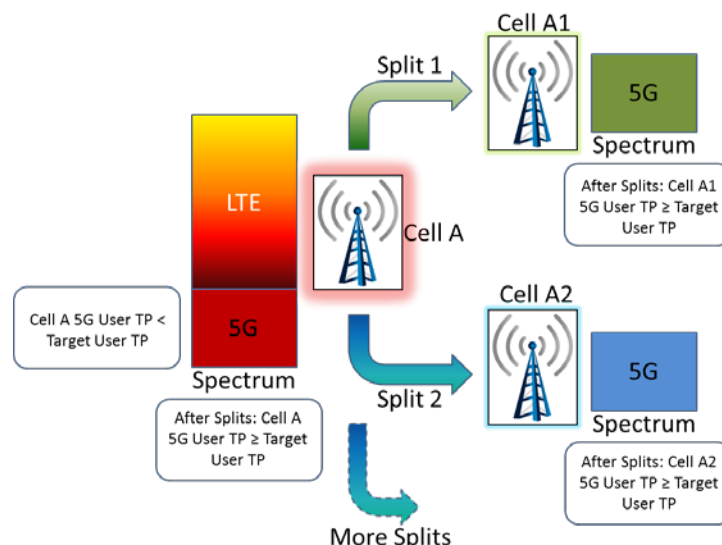 Cell A1
Split 1
5G
Spectrum
After Splits: Cell A1
5G User TP ≥ Target
User TP
LTE
Cell A
Cell A 5G User TP <
Target User TP
5G
Spectrum
After Splits: Cell A
5G User TP ≥ Target
User TP
Cell A2
Split 2
5G
Spectrum
After Splits: Cell A2
5G User TP ≥ Target
User TP
More Splits